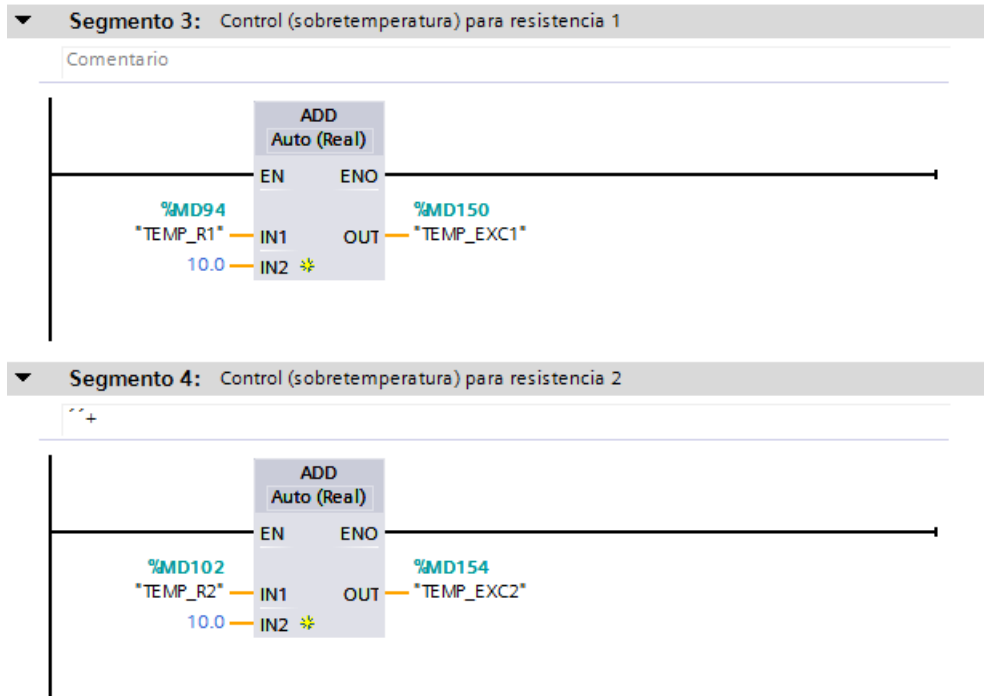 Segmento 3: Control (sobretemperatura) para resistencia 1
Comentario
ADD
Auto (Real)
EN ENO
%MD94
"TEMP_R1" IN1
10.0 IN2
OUT
%MD150
"TEMP_EXC1"
Segmento 4: Control (sobretemperatura) para resistencia 2
´´+
ADD
Auto (Real)
EN ENO
%MD102
"TEMP_R2" IN1
10.0 IN2
OUT
%MD154
"TEMP_EXC2"